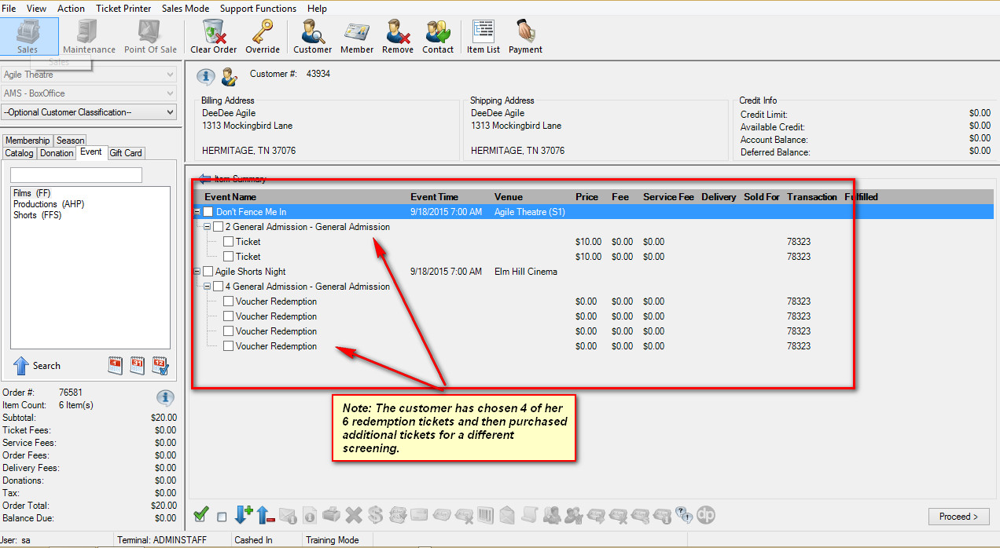 File View Action Ticket Printer Sales Mode Support Functions Help
Sales Maintenance Point Of Sale Clear Order Override Customer Member Remove Contact Item List Payment
Sales
Agile Theatre
AMS - BoxOffice
--Optional Customer Classification--
Membership Season
Catalog Donation Event Gift Card
Films (FF)
Productions (AHP)
Shorts (FFS)
Search
Order #: 76581
Item Count: 6 Item(s)
Subtotal: $20.00
Ticket Fees: $0.00
Service Fees: $0.00
Order Fees: $0.00
Delivery Fees: $0.00
Donations: $0.00
Tax: $0.00
Order Total: $20.00
Balance Due: $0.00
Customer #: 43934
Billing Address
DeeDee Agile
1313 Mockingbird Lane
HERMITAGE, TN 37076
Shipping Address
DeeDee Agile
1313 Mockingbird Lane
HERMITAGE, TN 37076
Credit Info
Credit Limit: $0.00
Available Credit: $0.00
Account Balance: $0.00
Deferred Balance: $0.00
Item Summary
Event Name Event Time Venue Price Fee Service Fee Delivery Sold For Transaction Fulfilled
Don't Fence Me In 9/18/2015 7:00 AM Agile Theatre (S1)
2 General Admission - General Admission
Ticket $10.00 $0.00 $0.00 78323
Ticket $10.00 $0.00 $0.00 78323
Agile Shorts Night 9/18/2015 7:00 AM Elm Hill Cinema
4 General Admission - General Admission
Voucher Redemption $0.00 $0.00 $0.00 78323
Voucher Redemption $0.00 $0.00 $0.00 78323
Voucher Redemption $0.00 $0.00 $0.00 78323
Voucher Redemption $0.00 $0.00 $0.00 78323
Note: The customer has chosen 4 of her
6 redemption tickets and then purchased
additional tickets for a different
screening.
dp
Proceed >
Jser: sa Terminal: ADMINSTAFF Cashed In Training Mode